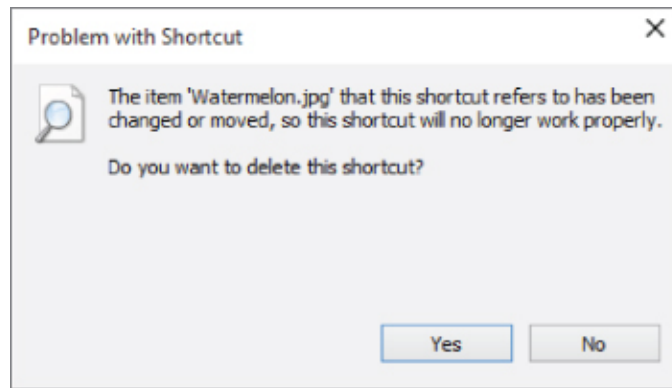 Problem with Shortcut
The item 'Watermelon.jpg' that this shortcut refers to has been
changed or moved, so this shortcut will no longer work properly.
Do you want to delete this shortcut?
Yes
No